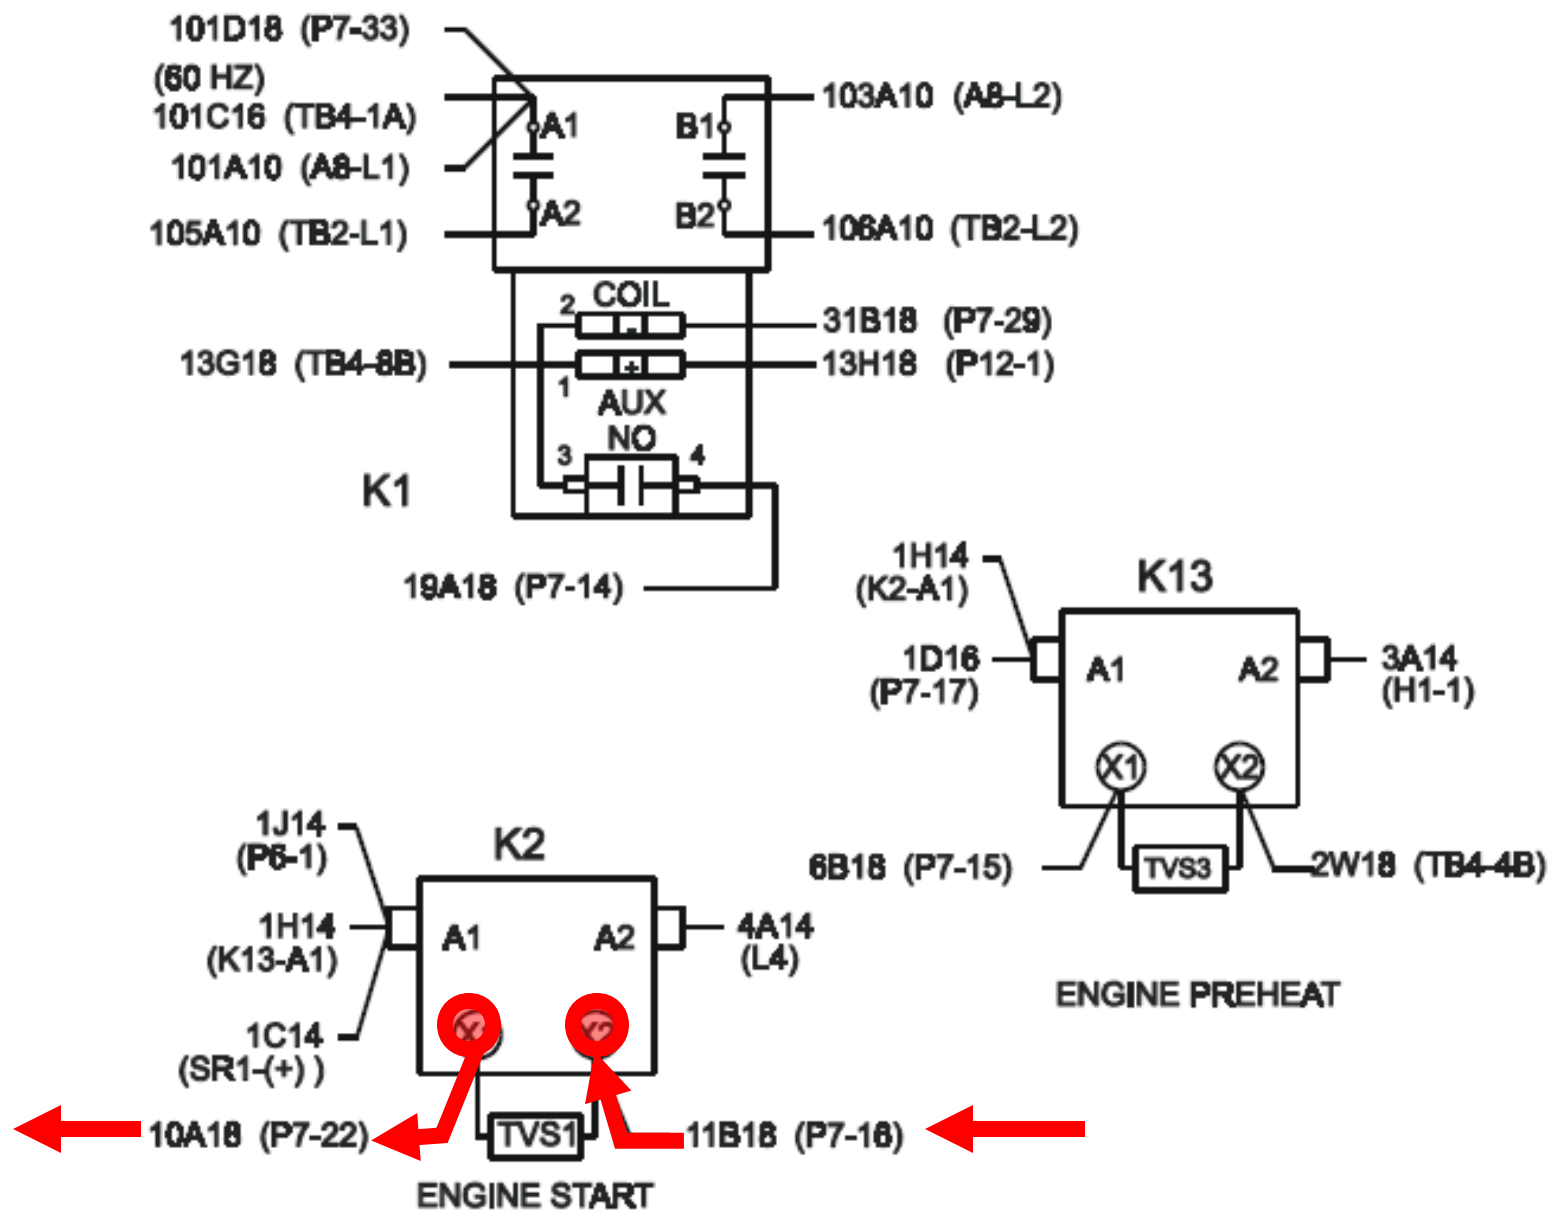 101D18 (P7-33)
(60 HZ)
101C16 (TB4-1A)
101A10 (A8-L1)
105A10 (TB2-L1)
A1
A2
B1
B2
103A10 (A8-L2)
106A10 (TB2-L2)
COIL
2
-
31B18 (P7-29)
13G18 (TB4-8B)
+
13H18 (P12-1)
1
AUX
NO
3
4
K1
19A18 (P7-14)
1H14
(K2-A1)
K13
1D16
(P7-17)
A1
A2
3A14
(H1-1)
X1
X2
6B18 (P7-15)
TVS3
2W18 (TB4-4B)
ENGINE PREHEAT
1J14
(P6-1)
K2
1H14
(K13-A1)
A1
A2
4A14
(L4)
1C14
(SR1-(+) )
X1
X2
10A18 (P7-22)
TVS1
11B18 (P7-16)
ENGINE START